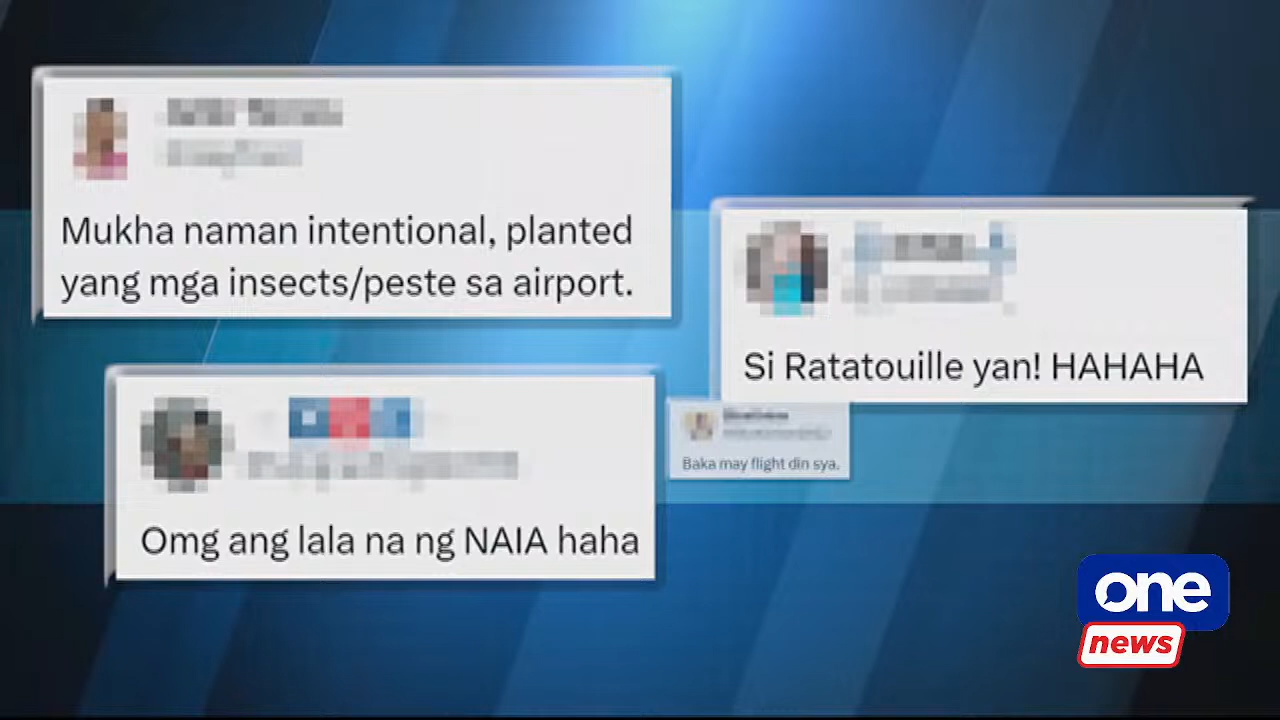 Mukha naman intentional, planted
yang mga insects/peste sa airport.
Si Ratatouille yan! HAHAHA
Baka may flight din sya.
Omg ang lala na ng NAIA haha
one
news